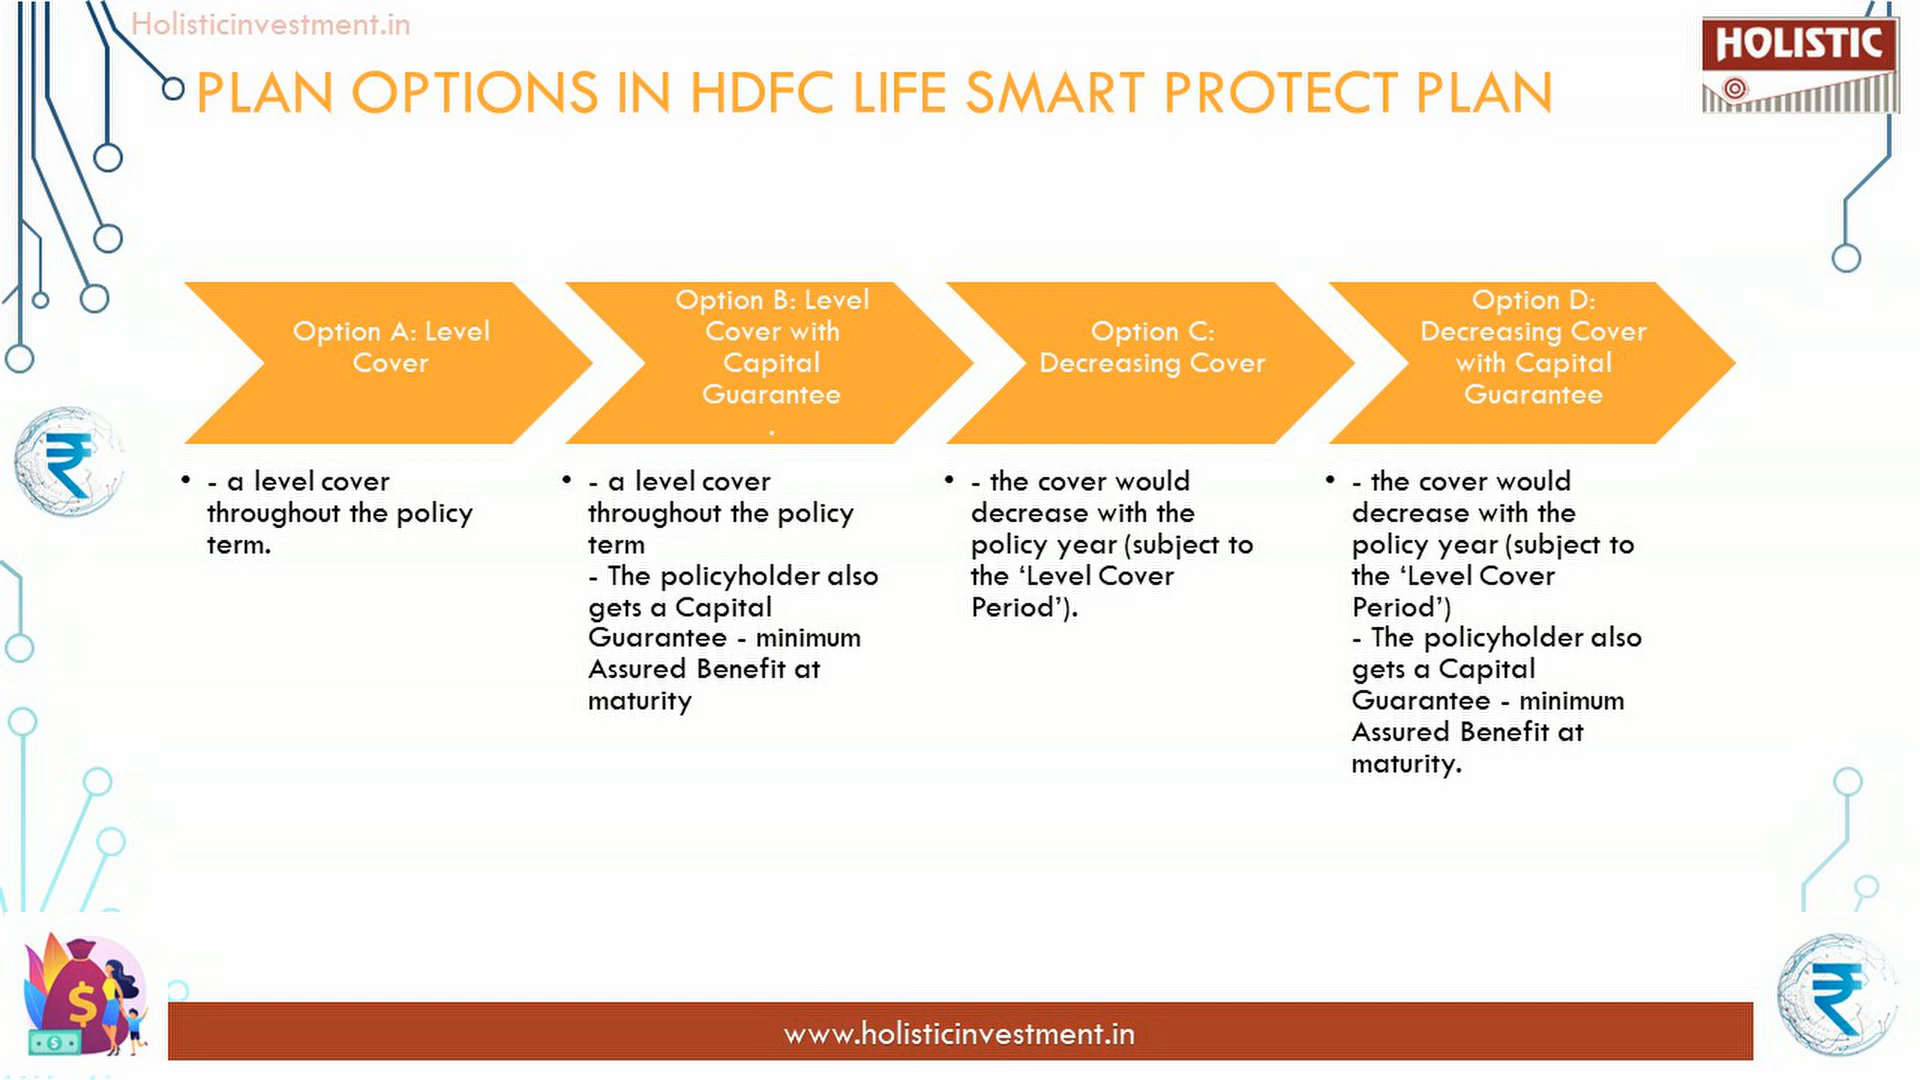 Holisticinvestment.in
HOLISTIC
PLAN OPTIONS IN HDFC LIFE SMART PROTECT PLAN
Option A: Level
Cover
• - a level cover
throughout the policy
term.
Option B: Level
Cover with
Capital
Guarantee
.
• - a level cover
throughout the policy
term
- The policyholder also
gets a Capital
Guarantee - minimum
Assured Benefit at
maturity
Option C:
Decreasing Cover
• - the cover would
decrease with the
policy year (subject to
the ‘Level Cover
Period’).
Option D:
Decreasing Cover
with Capital
Guarantee
• - the cover would
decrease with the
policy year (subject to
the ‘Level Cover
Period’)
- The policyholder also
gets a Capital
Guarantee - minimum
Assured Benefit at
maturity.
₹
$
$
₹
www.holisticinvestment.in